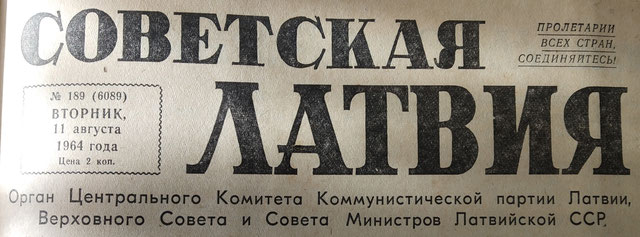 СОВЕТСКАЯ
ЛАТВИЯ
ПРОЛЕТАРИИ
ВСЕХ СТРАН,
СОЕДИНЯЙТЕСЬ!
№ 189 (6089)
ВТОРНИК,
11 августа
1964 года
Цена 2 коп.
Орган Центрального Комитета Коммунистической партии Латвии,
Верховного Совета и Совета Министров Латвийской ССР.